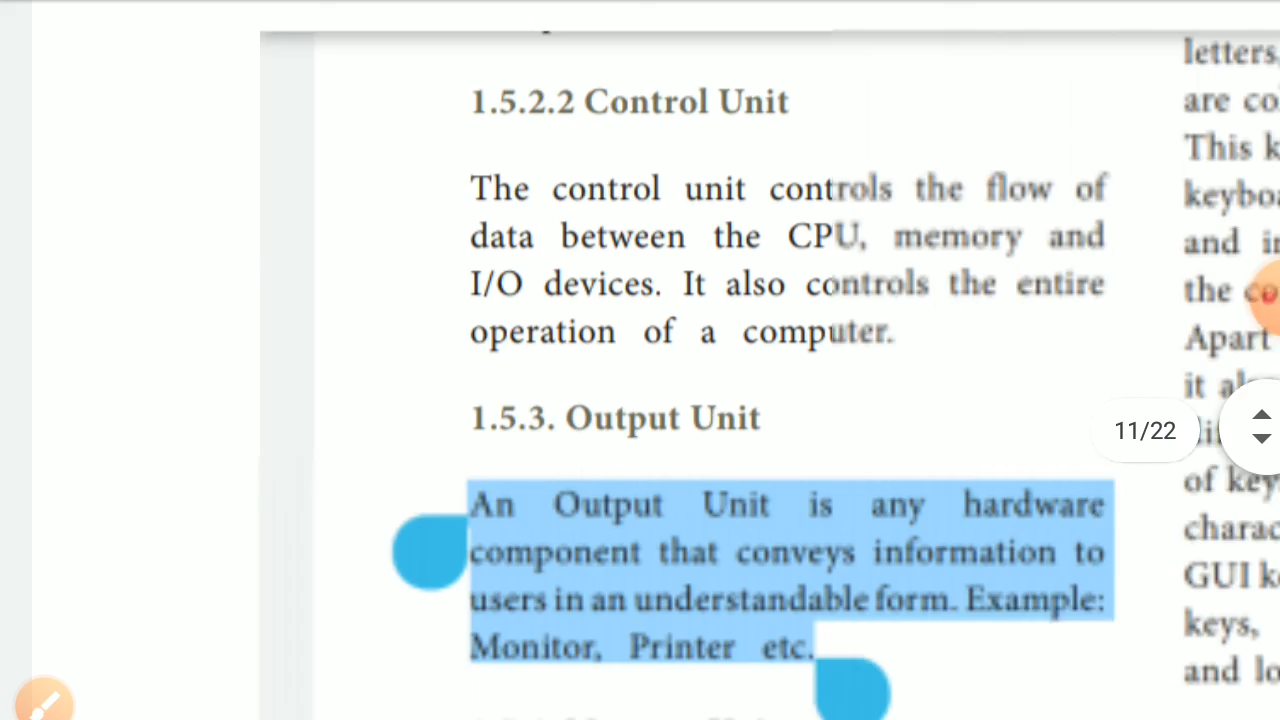 1.5.2.2 Control Unit
The control unit controls the flow of
data between the CPU, memory and
I/O devices. It also controls the entire
operation of a computer.
1.5.3. Output Unit
An Output Unit is any hardware
component that conveys information to
users in an understandable form. Example:
Monitor, Printer etc.
letters,
are
This
and
the
Apart
it
of
GUI
keys,
and
11/22